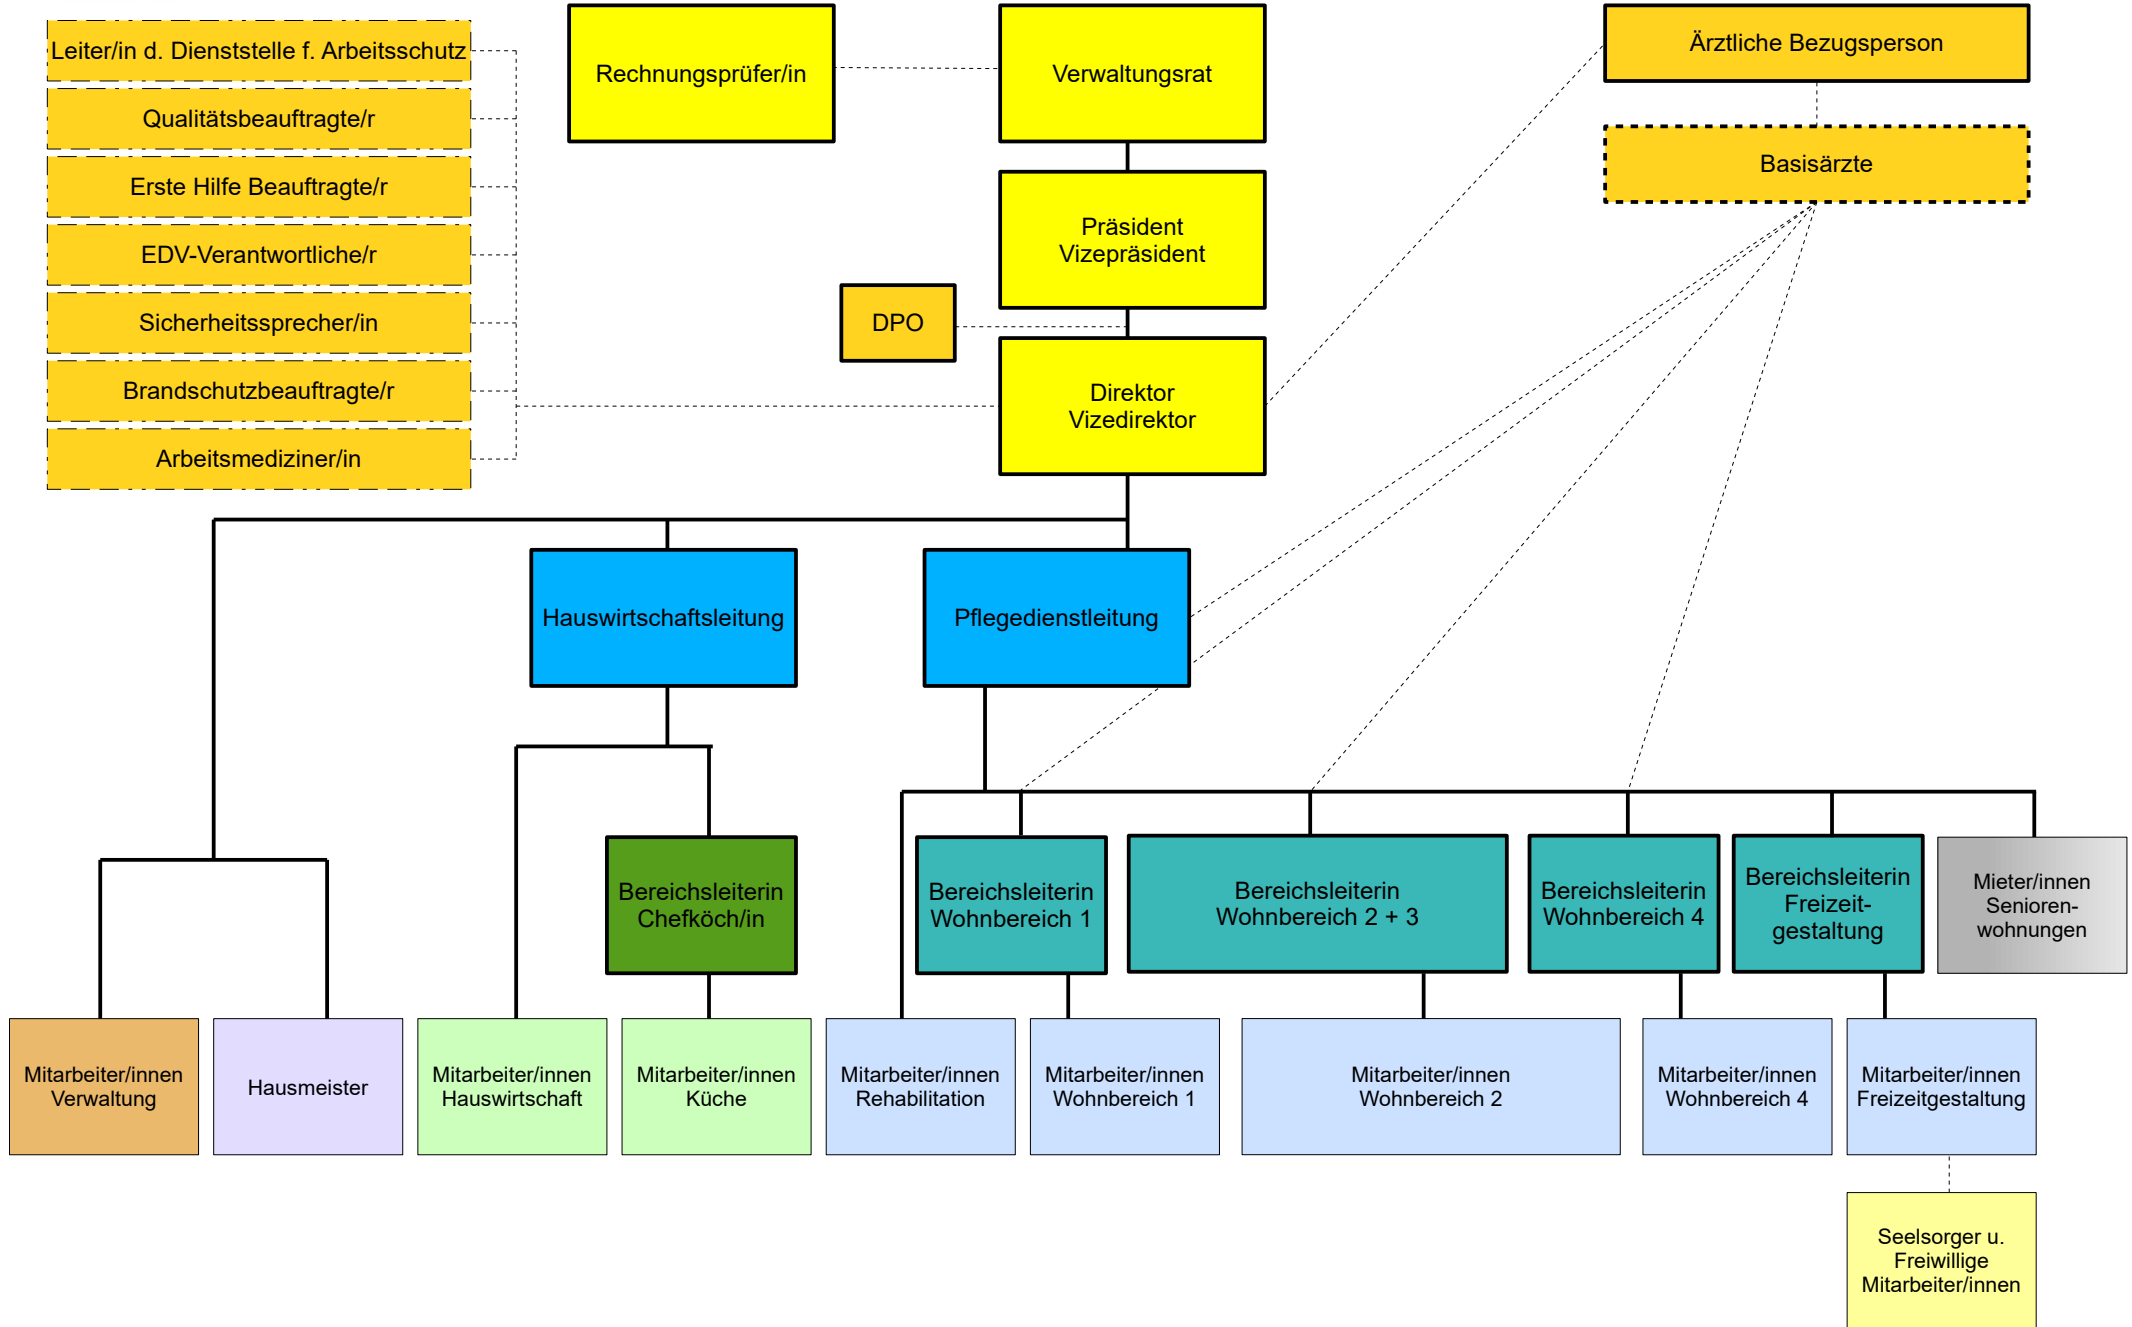 Leiter/in d. Dienststelle f. Arbeitsschutz
Qualitätsbeauftragte/r
Erste Hilfe Beauftragte/r
EDV-Verantwortliche/r
Sicherheitssprecher/in
Brandschutzbeauftragte/r
Arbeitsmediziner/in
Rechnungsprüfer/in
Verwaltungsrat
Präsident
Vizepräsident
DPO
Direktor
Vizedirektor
Ärztliche Bezugsperson
Basisärzte
Hauswirtschaftsleitung
Pflegedienstleitung
Bereichsleiterin
Chefköch/in
Bereichsleiterin
Wohnbereich 1
Bereichsleiterin
Wohnbereich 2 + 3
Bereichsleiterin
Wohnbereich 4
Bereichsleiterin
Freizeit-
gestaltung
Mieter/innen
Senioren-
wohnungen
Mitarbeiter/innen
Verwaltung
Hausmeister
Mitarbeiter/innen
Hauswirtschaft
Mitarbeiter/innen
Küche
Mitarbeiter/innen
Rehabilitation
Mitarbeiter/innen
Wohnbereich 1
Mitarbeiter/innen
Wohnbereich 2
Mitarbeiter/innen
Wohnbereich 4
Mitarbeiter/innen
Freizeitgestaltung
Seelsorger u.
Freiwillige
Mitarbeiter/innen